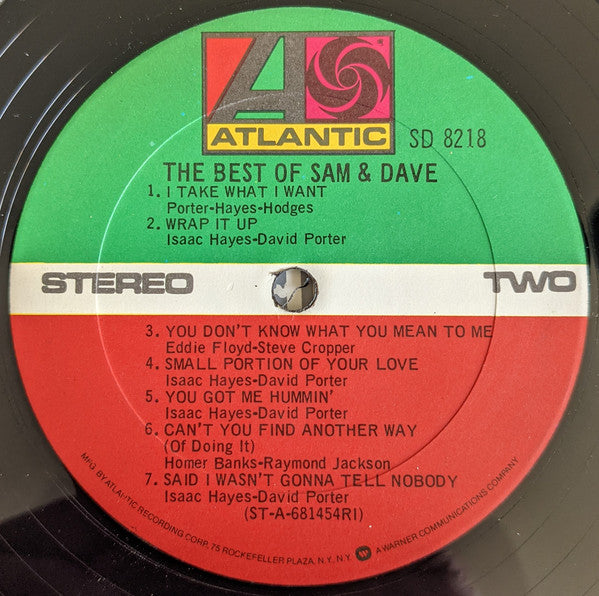 ATLANTIC
SD 8218
THE BEST OF SAM & DAVE
1. I TAKE WHAT I WANT
Porter-Hayes-Hodges
2. WRAP IT UP
Isaac Hayes-David Porter
STEREO
TWO
3. YOU DON'T KNOW WHAT YOU MEAN TO ME
Eddie Floyd-Steve Cropper
4. SMALL PORTION OF YOUR LOVE
Isaac Hayes-David Porter
5. YOU GOT ME HUMMIN'
Isaac Hayes-David Porter
6. CAN'T YOU FIND ANOTHER WAY
(Of Doing It)
Homer Banks-Raymond Jackson
7. SAID I WASN'T GONNA TELL NOBODY
Isaac Hayes-David Porter
(ST-A-681454RI)
MFG. BY ATLANTIC RECORDING CORP. 75 ROCKEFELLER PLAZA, N.Y. N.Y. A WARNER COMMUNICATIONS COMPANY